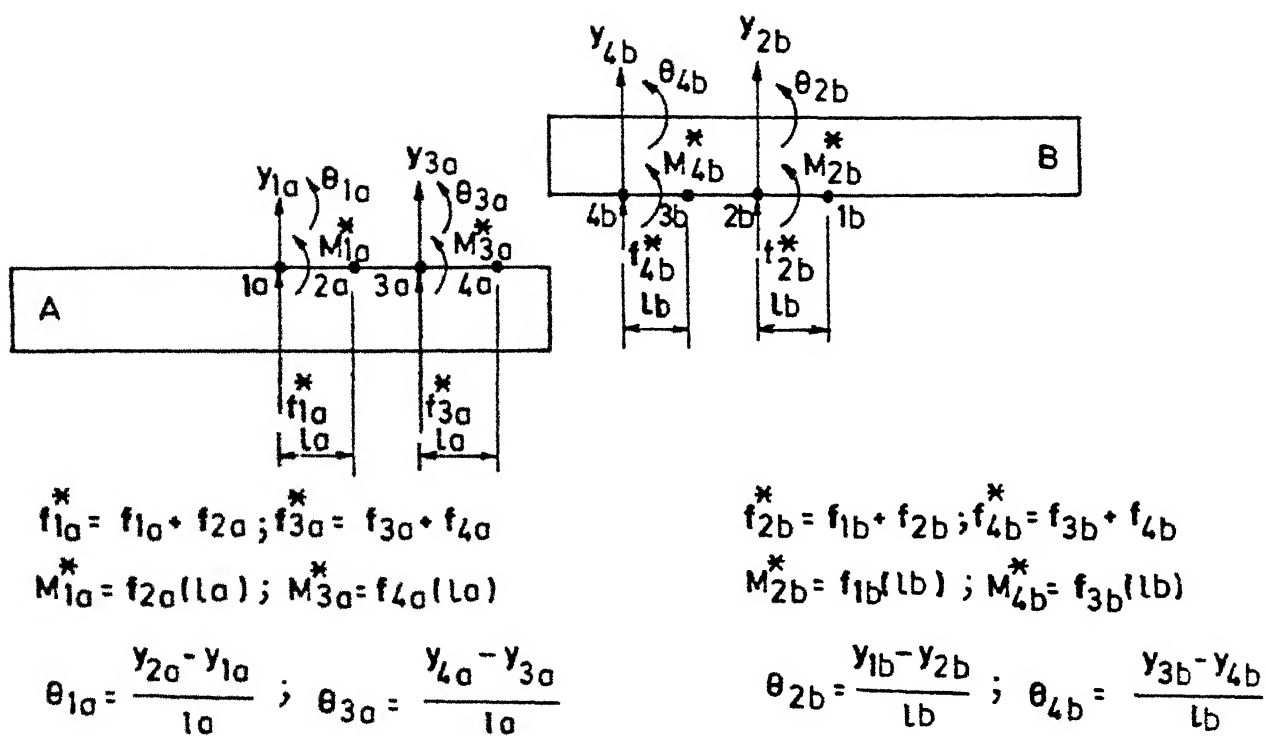 y4b θ4b y2b θ2b
M*4b M*2b B
4b 3b 2b 1b
f*4b f*2b
lb lb
y1a θ1a y3a θ3a
M*1a M*3a
1a 2a 3a 4a
A
f*1a f*3a
la la
f*1a = f1a + f2a ; f*3a = f3a + f4a
M*1a = f2a(la) ; M*3a = f4a(la)
θ1a = (y2a - y1a)/la ; θ3a = (y4a - y3a)/la
f*2b = f1b + f2b ; f*4b = f3b + f4b
M*2b = f1b(lb) ; M*4b = f3b(lb)
θ2b = (y1b - y2b)/lb ; θ4b = (y3b - y4b)/lb